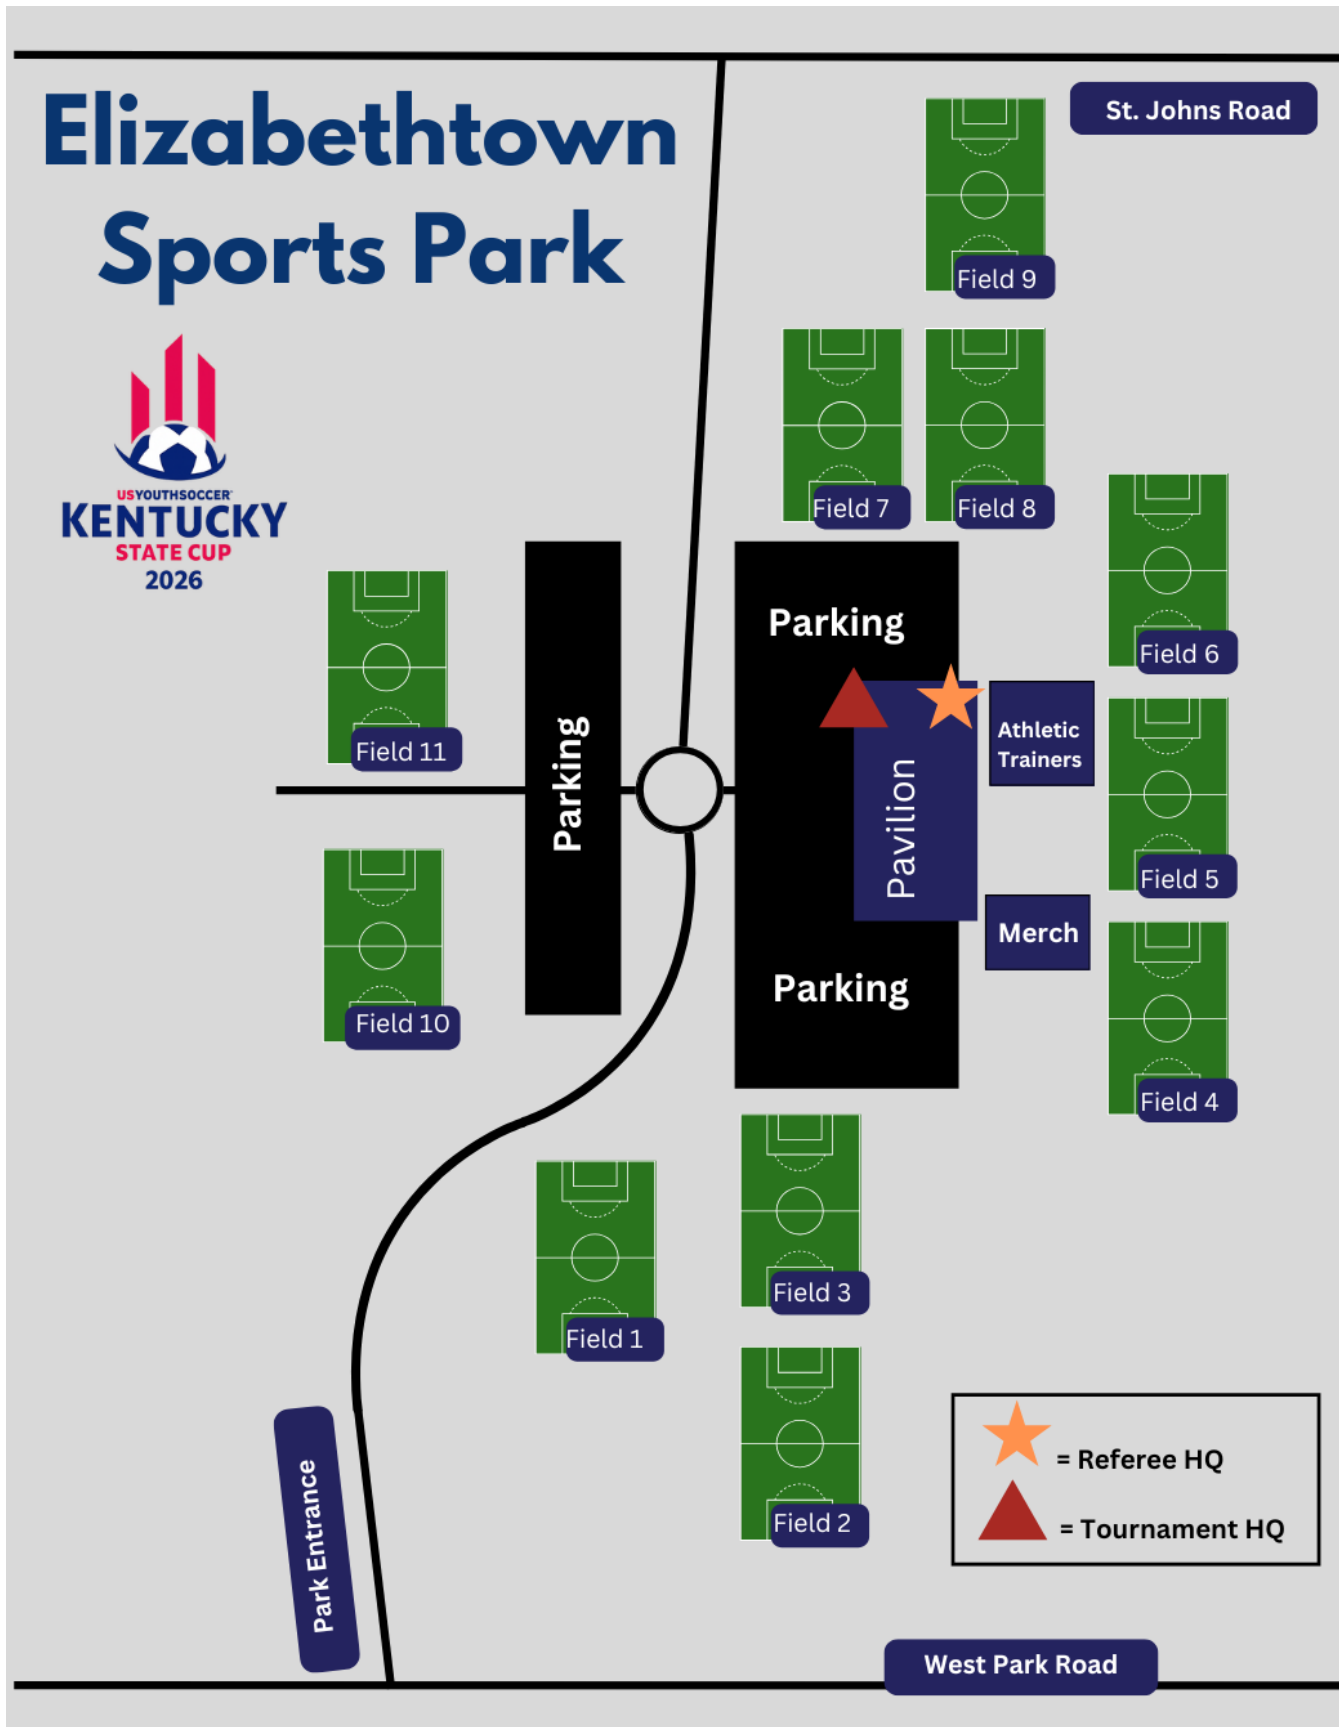 Elizabethtown
Sports Park
St. Johns Road
Field 9
USYOUTHSOCCER
KENTUCKY
STATE CUP
2026
Field 7
Field 8
Field 6
Parking
Field 11
Parking
Athletic
Trainers
Pavilion
Field 5
Merch
Parking
Field 10
Field 4
Field 3
Field 1
Field 2
= Referee HQ
= Tournament HQ
Park Entrance
West Park Road